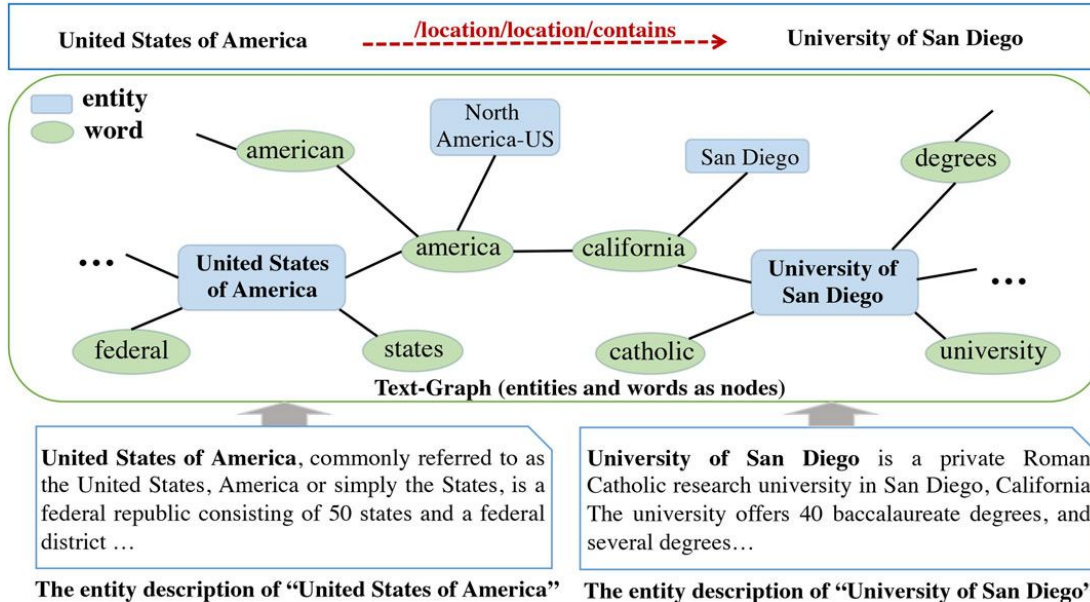 /location/location/contains
United States of America
University of San Diego
entity
word
american
North
America-US
San Diego
degrees
america
california
...
United States
of America
University of
San Diego
...
federal
states
catholic
university
Text-Graph (entities and words as nodes)
United States of America, commonly referred to as
the United States, America or simply the States, is a
federal republic consisting of 50 states and a federal
district ...
University of San Diego is a private Roman
Catholic research university in San Diego, California
The university offers 40 baccalaureate degrees, and
several degrees...
The entity description of “United States of America”
The entity description of “University of San Diego”